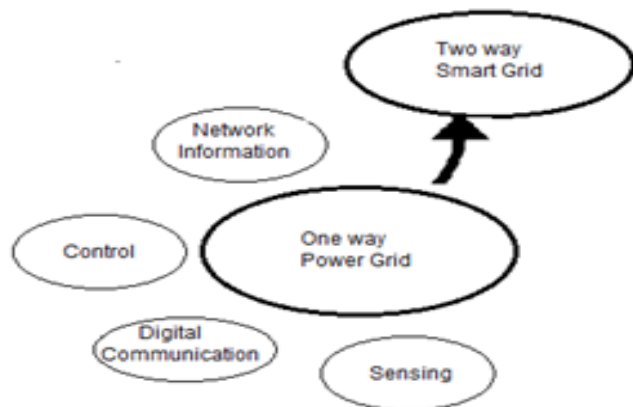 Two way
Smart Grid
Network
Information
One way
Power Grid
Control
Digital
Communication
Sensing